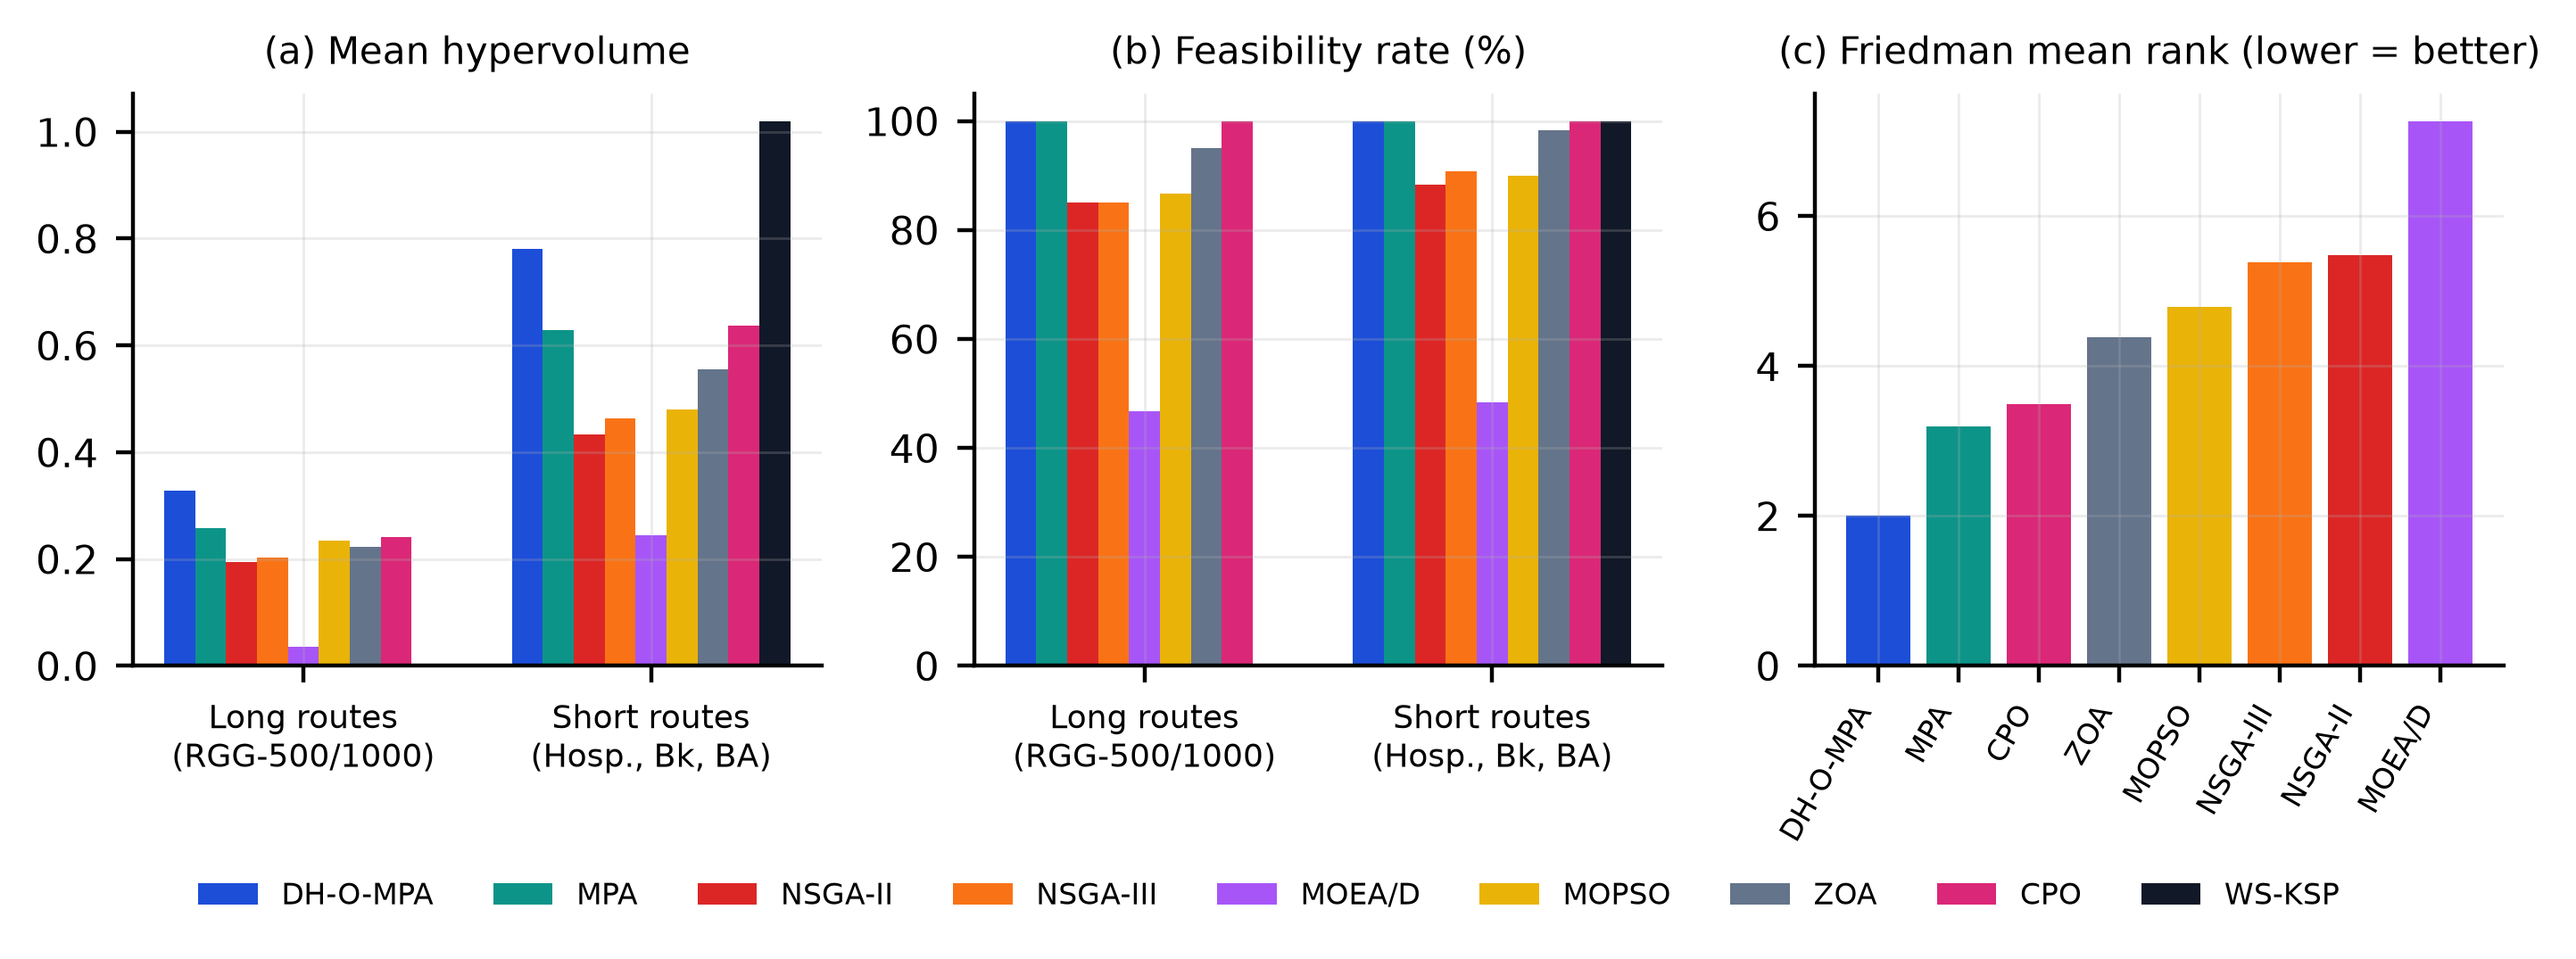 (a) Mean hypervolume
1.0
0.8
0.6
0.4
0.2
0.0
Long routes
(RGG-500/1000)
Short routes
(Hosp., Bk, BA)
(b) Feasibility rate (%)
100
80
60
40
20
0
Long routes
(RGG-500/1000)
Short routes
(Hosp., Bk, BA)
(c) Friedman mean rank (lower = better)
6
4
2
0
DH-O-MPA
MPA
CPO
ZOA
MOPSO
NSGA-III
NSGA-II
MOEA/D
DH-O-MPA
MPA
NSGA-II
NSGA-III
MOEA/D
MOPSO
ZOA
CPO
WS-KSP